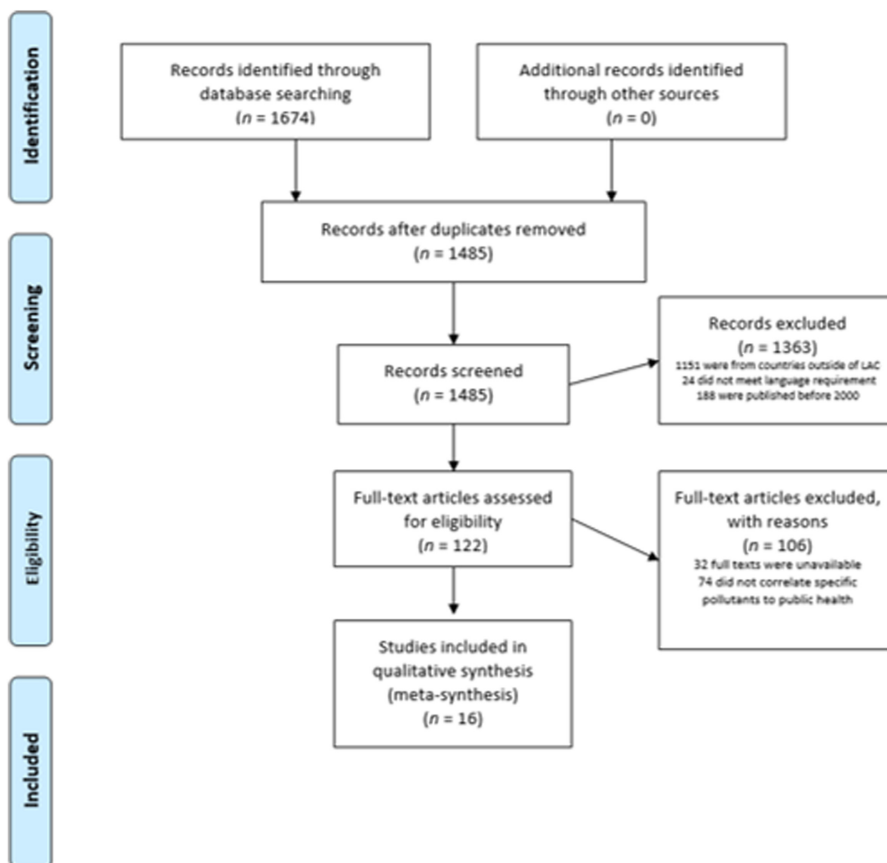 Identification
Records identified through
database searching
(n = 1674)
Additional records identified
through other sources
(n = 0)
Records after duplicates removed
(n = 1485)
Screening
Records screened
(n = 1485)
Records excluded
(n = 1363)
1151 were from countries outside of LAC
24 did not meet language requirement
188 were published before 2000
Eligibility
Full-text articles assessed
for eligibility
(n = 122)
Full-text articles excluded,
with reasons
(n = 106)
32 full texts were unavailable
74 did not correlate specific
pollutants to public health
Included
Studies included in
qualitative synthesis
(meta-synthesis)
(n = 16)